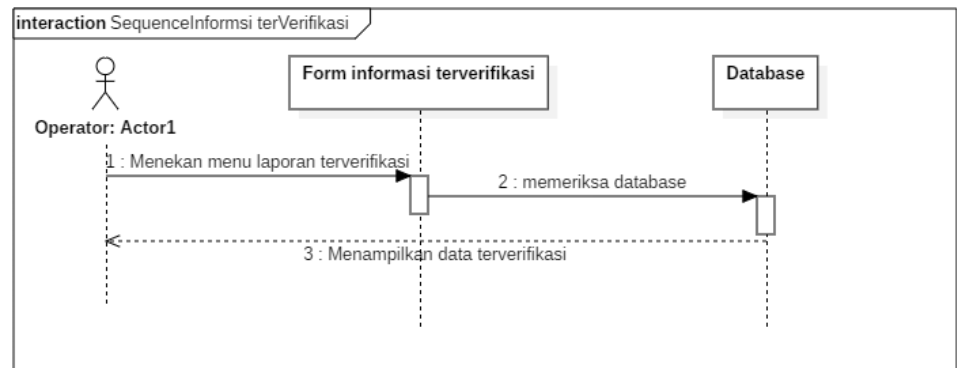 interaction SequenceInformsi terVerifikasi
Form informasi terverifikasi
Database
Operator: Actor1
1 : Menekan menu laporan terverifikasi
2 : memeriksa database
3 : Menampilkan data terverifikasi